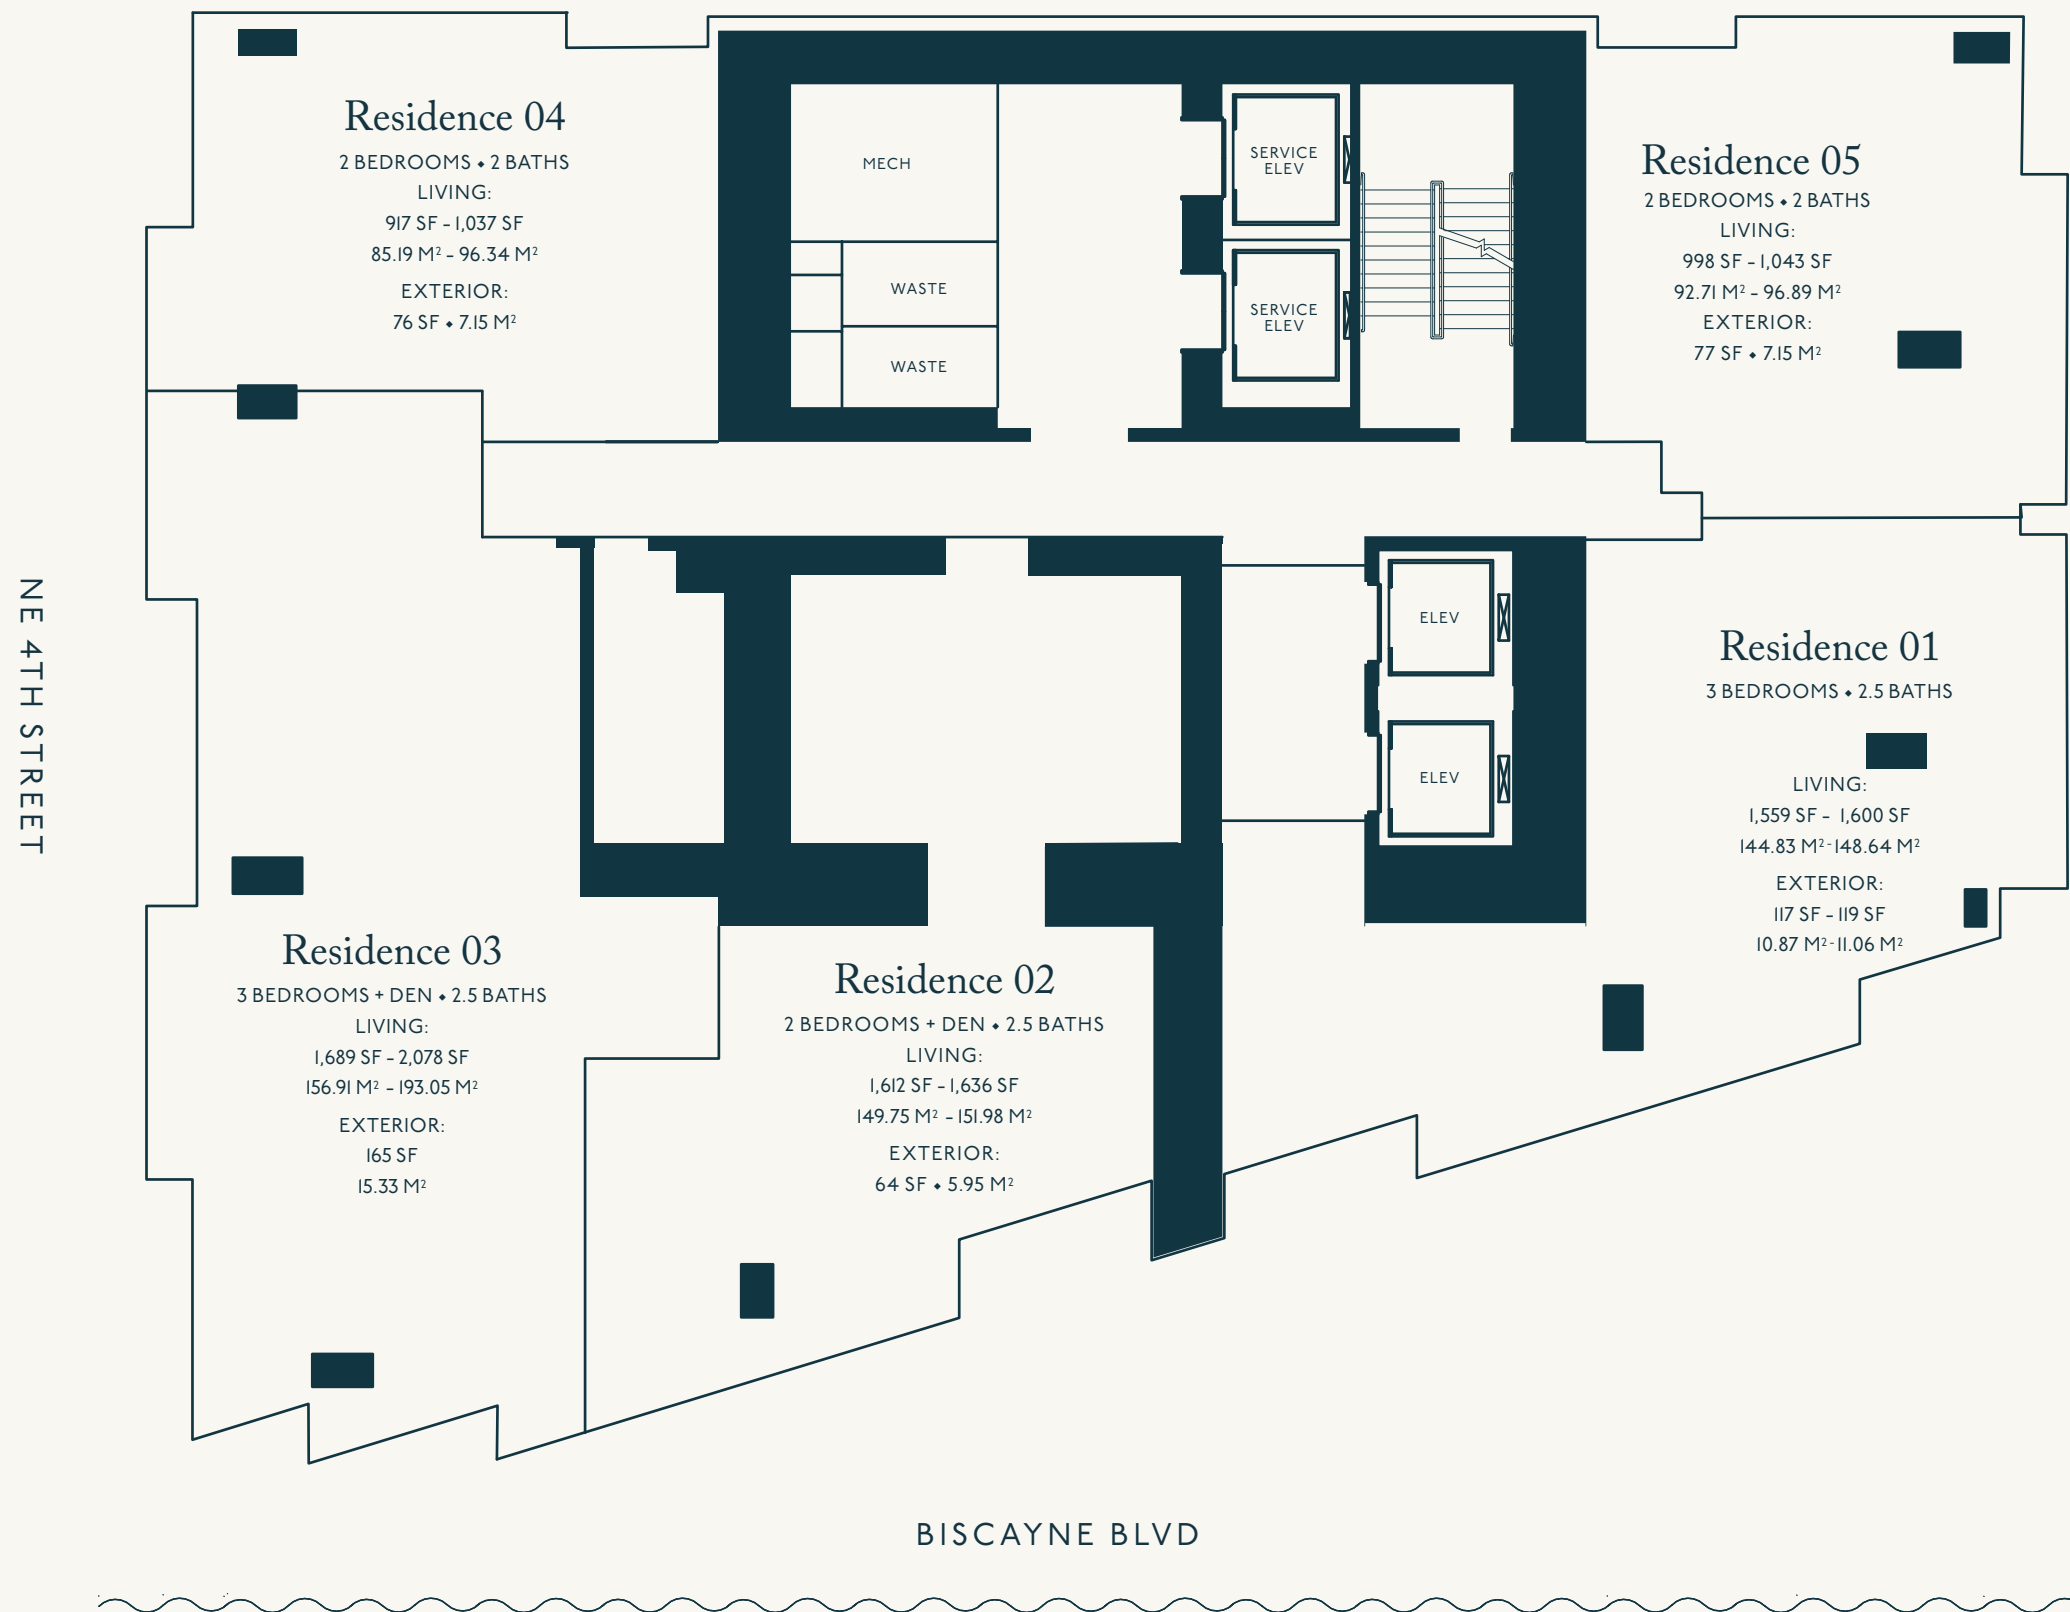 Residence 04
2 BEDROOMS • 2 BATHS
LIVING:
917 SF - 1,037 SF
85.19 M² - 96.34 M²
EXTERIOR:
76 SF • 7.15 M²
MECH
WASTE
WASTE
SERVICE
ELEV
SERVICE
ELEV
Residence 05
2 BEDROOMS • 2 BATHS
LIVING:
998 SF - 1,043 SF
92.71 M² - 96.89 M²
EXTERIOR:
77 SF • 7.15 M²
NE 4TH STREET
ELEV
ELEV
Residence 01
3 BEDROOMS • 2.5 BATHS
LIVING:
1,559 SF - 1,600 SF
144.83 M² - 148.64 M²
EXTERIOR:
117 SF - 119 SF
10.87 M² - 11.06 M²
Residence 03
3 BEDROOMS + DEN • 2.5 BATHS
LIVING:
1,689 SF - 2,078 SF
156.91 M² - 193.05 M²
EXTERIOR:
165 SF
15.33 M²
Residence 02
2 BEDROOMS + DEN • 2.5 BATHS
LIVING:
1,612 SF - 1,636 SF
149.75 M² - 151.98 M²
EXTERIOR:
64 SF • 5.95 M²
BISCAYNE BLVD